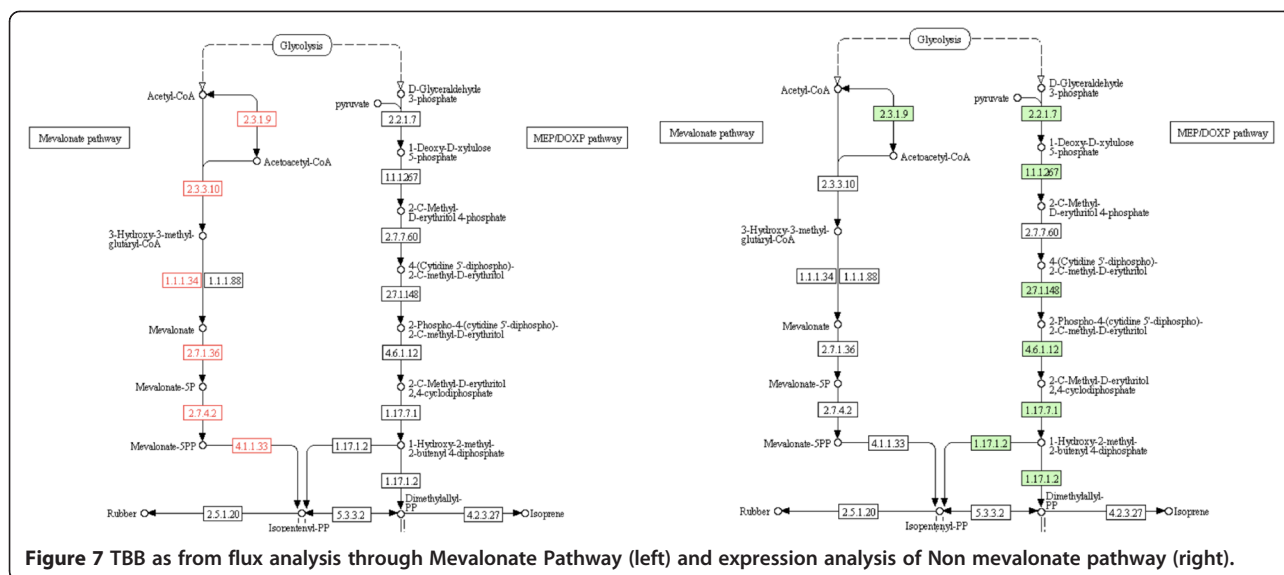 Glycolysis
Acetyl-CoA
D-Glyceraldehyde
3-phosphate
pyruvate
2.3.1.9
2.2.1.7
Mevalonate pathway
MEP/DOXP pathway
Acetoacetyl-CoA
1-Deoxy-D-xylulose
5-phosphate
1.1.1.267
2.3.3.10
2-C-Methyl-
D-erythritol 4-phosphate
3-Hydroxy-3-methyl-
glutaryl-CoA
2.7.7.60
4-(Cytidine 5'-diphospho)-
2-C-methyl-D-erythritol
1.1.1.34
1.1.1.88
2.7.1.148
Mevalonate
2-Phospho-4-(cytidine 5'-diphospho)-
2-C-methyl-D-erythritol
2.7.1.36
4.6.1.12
Mevalonate-5P
2-C-Methyl-D-erythritol
2,4-cyclodiphosphate
2.7.4.2
1.17.7.1
Mevalonate-5PP
4.1.1.33
1.17.1.2
1-Hydroxy-2-methyl-
2-butenyl 4-diphosphate
1.17.1.2
Dimethylallyl-
PP
Rubber
2.5.1.20
Isopentenyl-PP
5.3.3.2
4.2.3.27
Isoprene
Glycolysis
Acetyl-CoA
D-Glyceraldehyde
3-phosphate
pyruvate
2.3.1.9
2.2.1.7
Mevalonate pathway
MEP/DOXP pathway
Acetoacetyl-CoA
1-Deoxy-D-xylulose
5-phosphate
1.1.1.267
2.3.3.10
2-C-Methyl-
D-erythritol 4-phosphate
3-Hydroxy-3-methyl-
glutaryl-CoA
2.7.7.60
4-(Cytidine 5'-diphospho)-
2-C-methyl-D-erythritol
1.1.1.34
1.1.1.88
2.7.1.148
Mevalonate
2-Phospho-4-(cytidine 5'-diphospho)-
2-C-methyl-D-erythritol
2.7.1.36
4.6.1.12
Mevalonate-5P
2-C-Methyl-D-erythritol
2,4-cyclodiphosphate
2.7.4.2
1.17.7.1
Mevalonate-5PP
4.1.1.33
1.17.1.2
1-Hydroxy-2-methyl-
2-butenyl 4-diphosphate
1.17.1.2
Dimethylallyl-
PP
Rubber
2.5.1.20
Isopentenyl-PP
5.3.3.2
4.2.3.27
Isoprene
Figure 7 TBB as from flux analysis through Mevalonate Pathway (left) and expression analysis of Non mevalonate pathway (right).